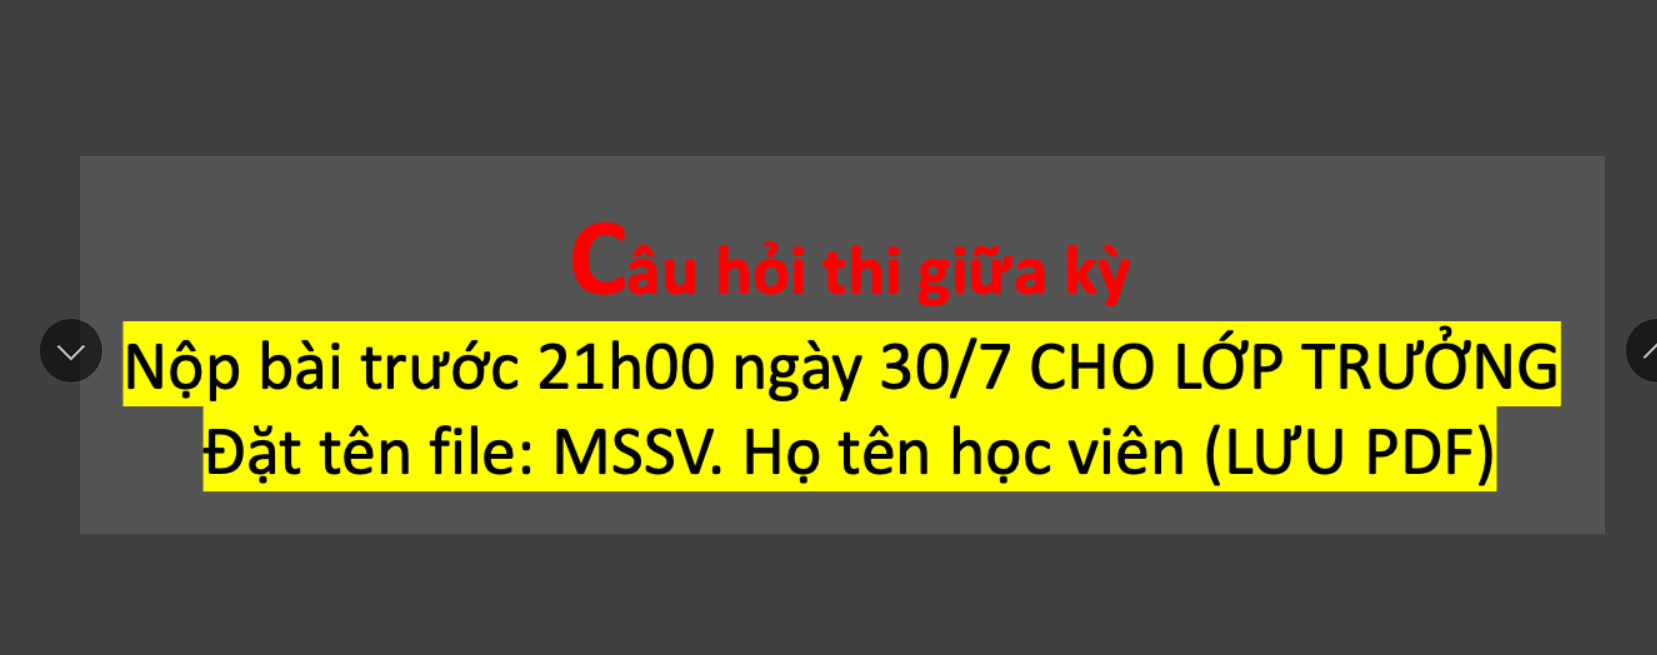 Câu hỏi thi giữa kỳ
Nộp bài trước 21h00 ngày 30/7 CHO LỚP TRƯỞNG
Đặt tên file: MSSV. Họ tên học viên (LƯU PDF)